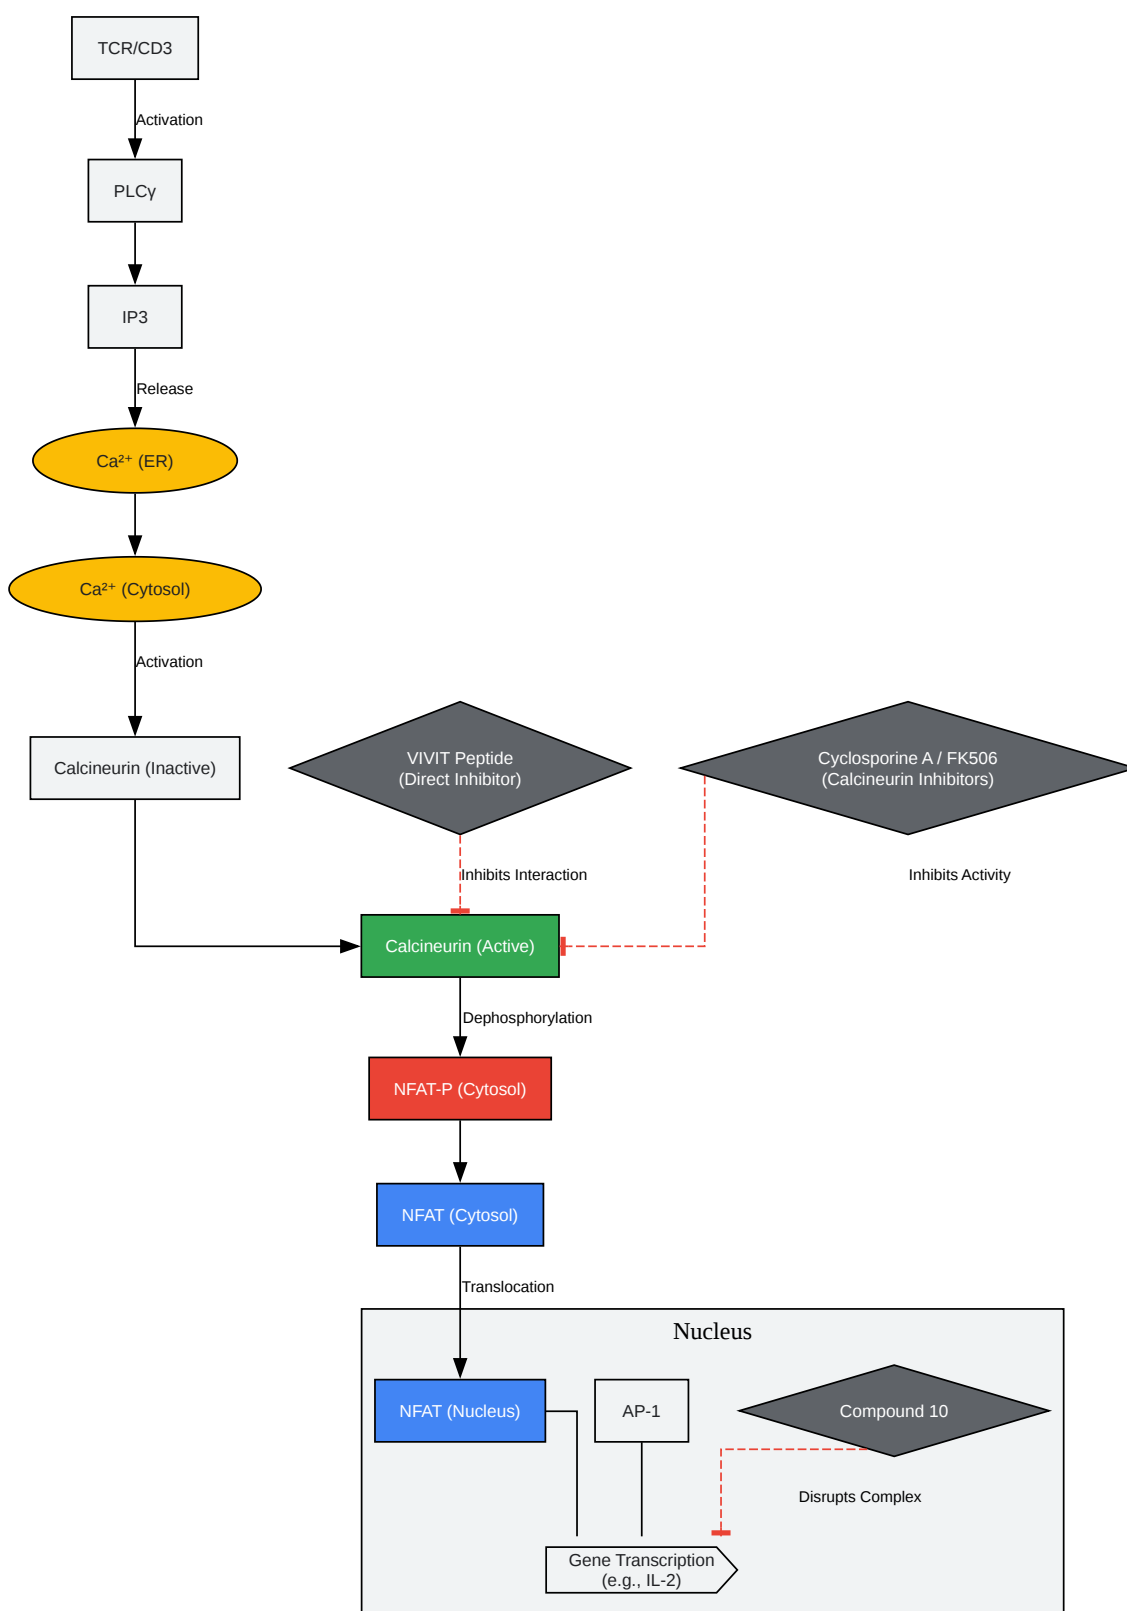 TCR/CD3
Activation
PLCγ
IP3
Release
Ca²⁺ (ER)
Ca²⁺ (Cytosol)
Activation
Calcineurin (Inactive)
VIVIT Peptide
(Direct Inhibitor)
Cyclosporine A / FK506
(Calcineurin Inhibitors)
Inhibits Interaction
Inhibits Activity
Calcineurin (Active)
Dephosphorylation
NFAT-P (Cytosol)
NFAT (Cytosol)
Translocation
Nucleus
NFAT (Nucleus)
AP-1
Compound 10
Disrupts Complex
Gene Transcription
(e.g., IL-2)